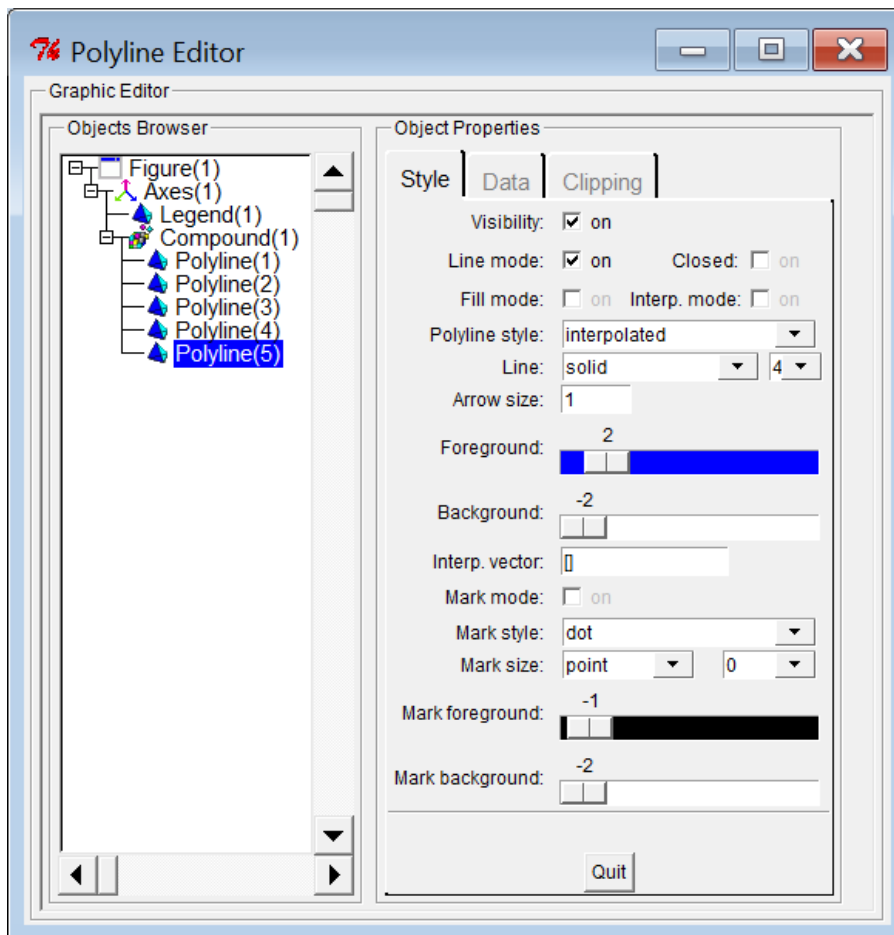 Polyline Editor
Graphic Editor
Objects Browser
Figure(1)
Axes(1)
Legend(1)
Compound(1)
Polyline(1)
Polyline(2)
Polyline(3)
Polyline(4)
Polyline(5)
Object Properties
Style Data Clipping
Visibility: on
Line mode: on Closed: on
Fill mode: on Interp. mode: on
Polyline style: interpolated
Line: solid 4
Arrow size: 1
2
Foreground:
-2
Background:
Interp. vector: []
Mark mode: on
Mark style: dot
Mark size: point 0
-1
Mark foreground:
-2
Mark background:
Quit